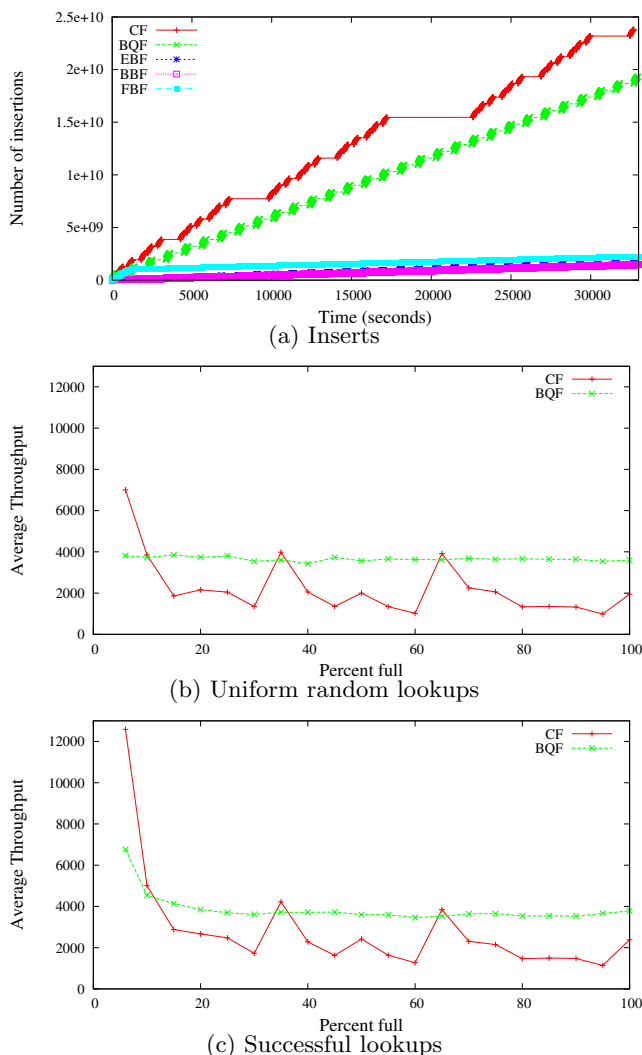 2.5e+10
2e+10
1.5e+10
1e+10
5e+09
0
Number of insertions
CF
BQF
EBF
BBF
FBF
0 5000 10000 15000 20000 25000 30000
Time (seconds)
(a) Inserts
12000
10000
8000
6000
4000
2000
0
Average Throughput
CF
BQF
0 20 40 60 80 100
Percent full
(b) Uniform random lookups
12000
10000
8000
6000
4000
2000
0
Average Throughput
CF
BQF
0 20 40 60 80 100
Percent full
(c) Successful lookups